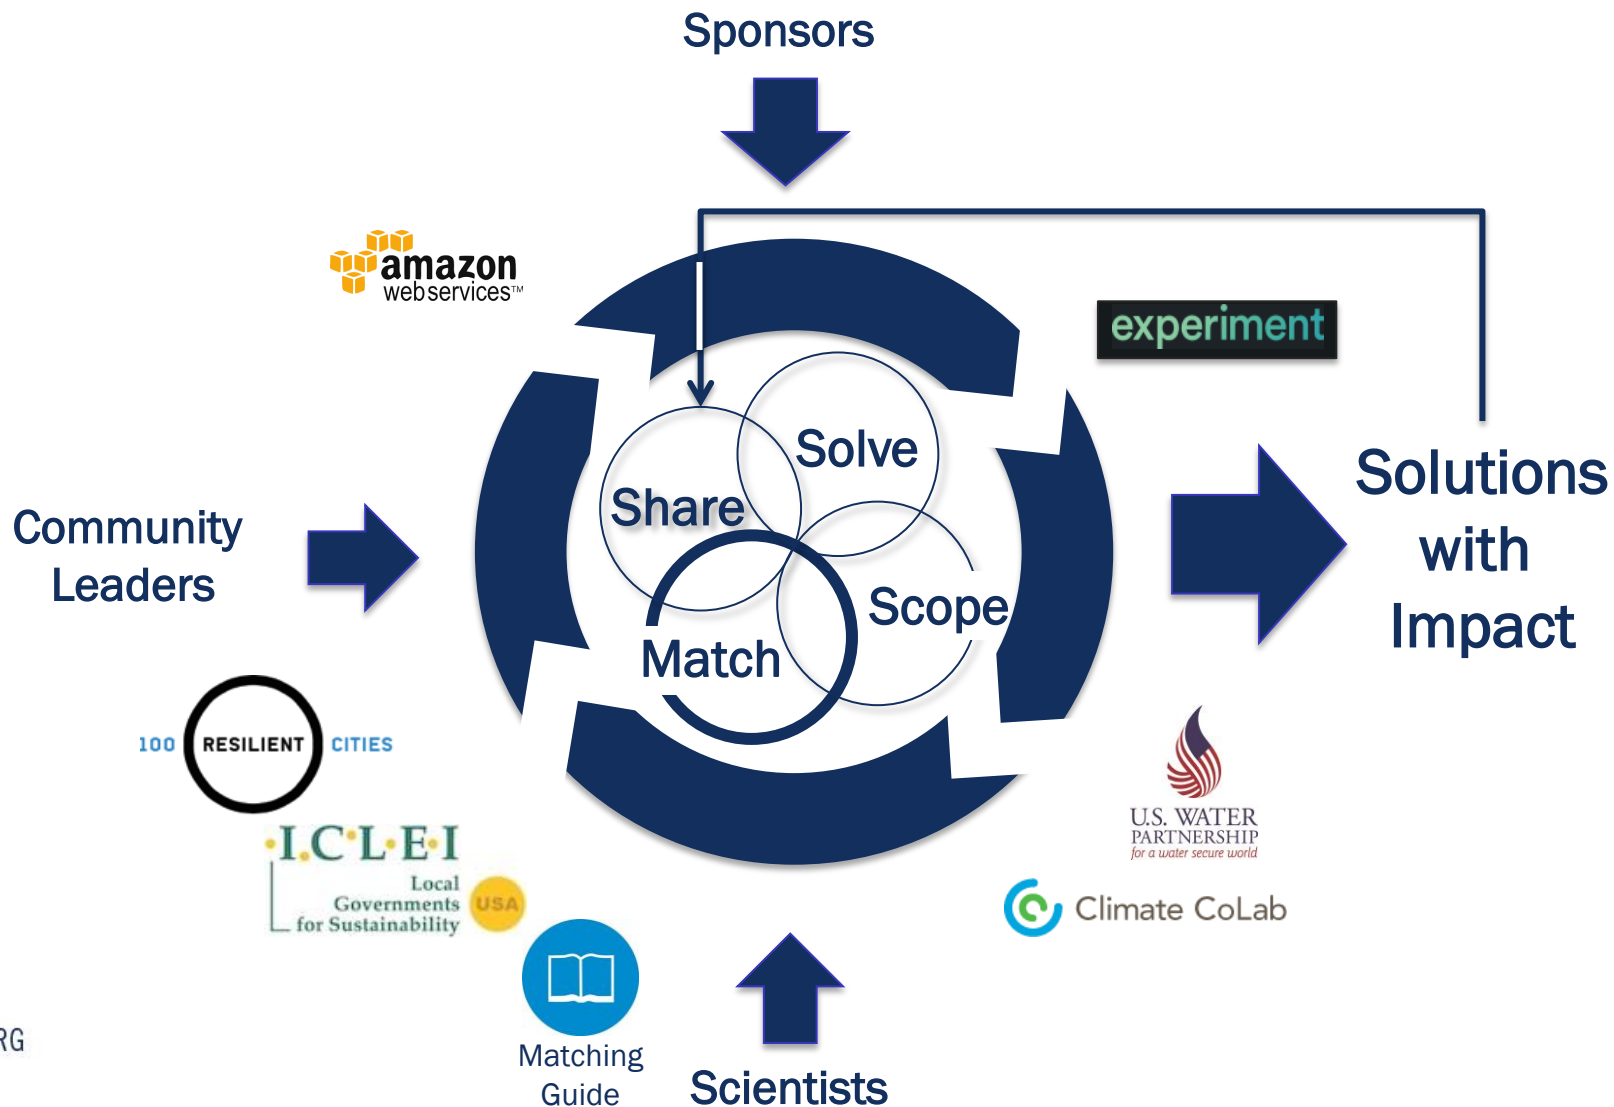 Sponsors
amazon
webservices™
experiment
Solve
Share
Scope
Match
Community
Leaders
Solutions
with
Impact
100 RESILIENT CITIES
I.C.L.E.I
Local
Governments
for Sustainability
USA
U.S. WATER
PARTNERSHIP
for a water secure world
Climate CoLab
Matching
Guide
Scientists
RG